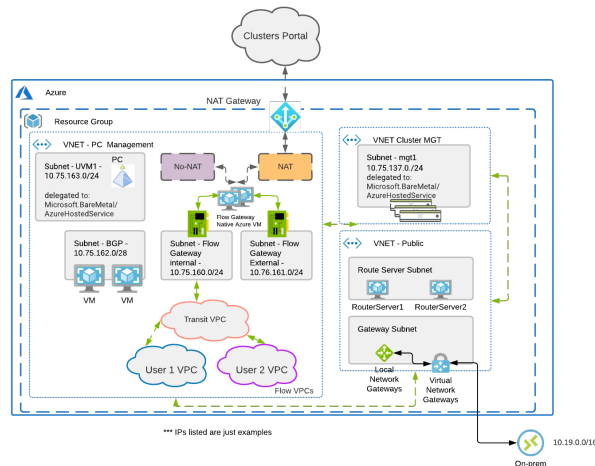 Clusters Portal
Azure
NAT Gateway
Resource Group
VNET - PC Management
Subnet - UVM1 -
10.75.163.0/24
delegated to:
Microsoft.BareMetal/
AzureHostedService
PC
No-NAT
NAT
Flow Gateway
Native Azure VM
Subnet - BGP -
10.75.162.0/28
VM
VM
Subnet - Flow
Gateway
internal -
10.75.160.0/24
Subnet - Flow
Gateway
External -
10.76.161.0/24
Transit VPC
User 1 VPC
User 2 VPC
Flow VPCs
VNET Cluster MGT
Subnet - mgt1
10.75.137.0./24
delegated to:
Microsoft.BareMetal/
AzureHostedService
VNET - Public
Route Server Subnet
RouterServer1
RouterServer2
Gateway Subnet
Local
Network
Gateways
Virtual
Network
Gateways
*** IPs listed are just examples
10.19.0.0/16
On-prem